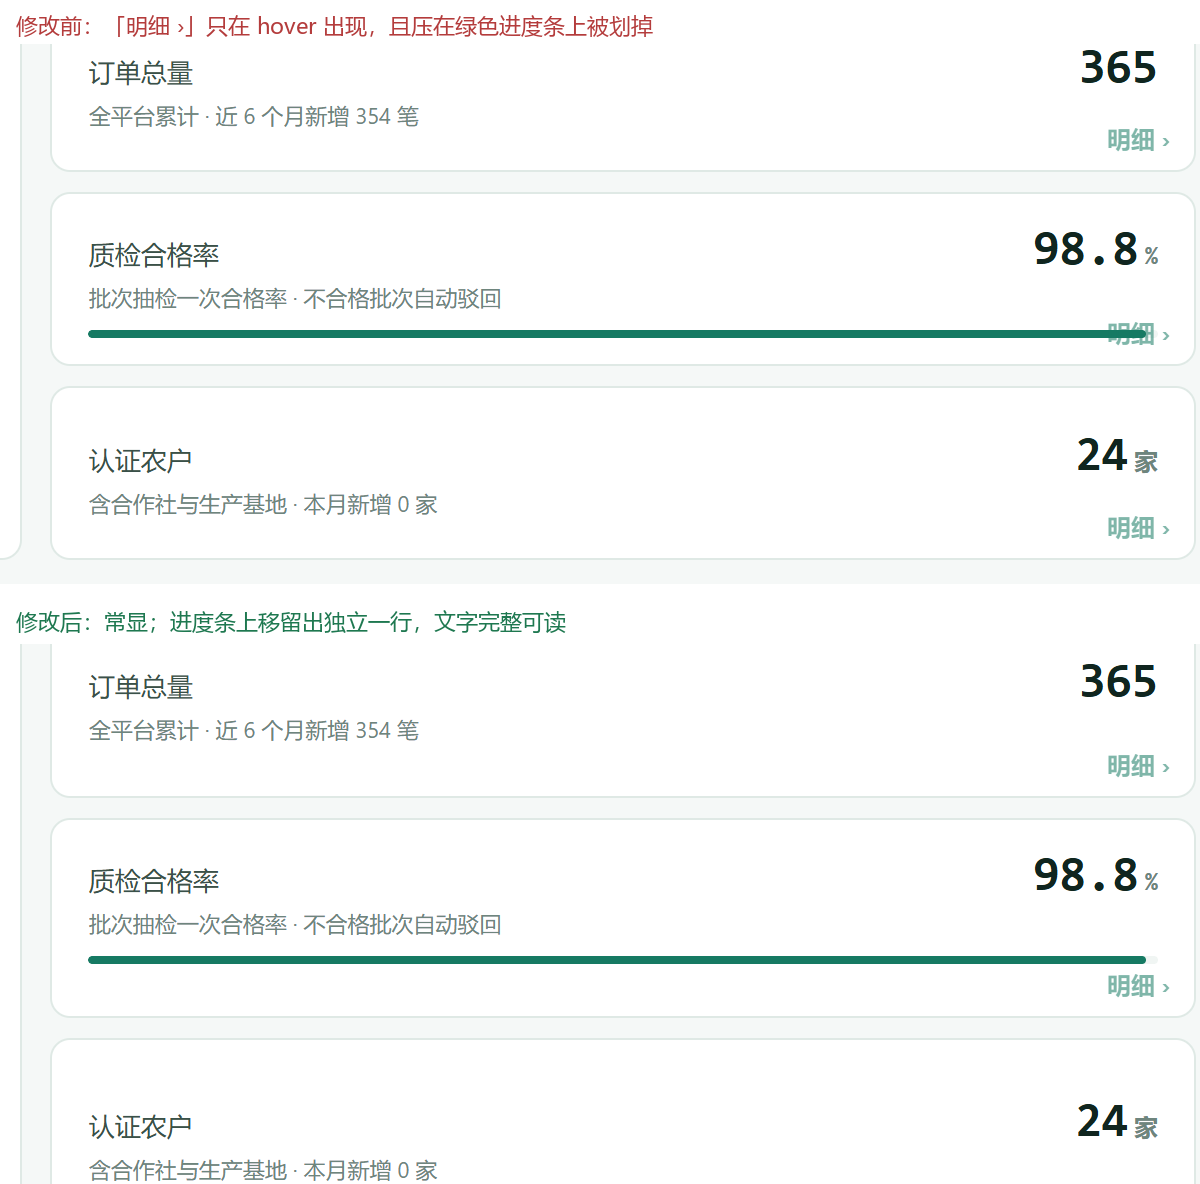 修改前：「明细 ›」只在 hover 出现，且压在绿色进度条上被划掉
订单总量
365
全平台累计 · 近 6 个月新增 354 笔
明细 ›
质检合格率
98.8 %
批次抽检一次合格率 · 不合格批次自动驳回
明细 ›
认证农户
24 家
含合作社与生产基地 · 本月新增 0 家
明细 ›
修改后：常显；进度条上移留出独立一行，文字完整可读
订单总量
365
全平台累计 · 近 6 个月新增 354 笔
明细 ›
质检合格率
98.8 %
批次抽检一次合格率 · 不合格批次自动驳回
明细 ›
认证农户
24 家
含合作社与生产基地 · 本月新增 0 家